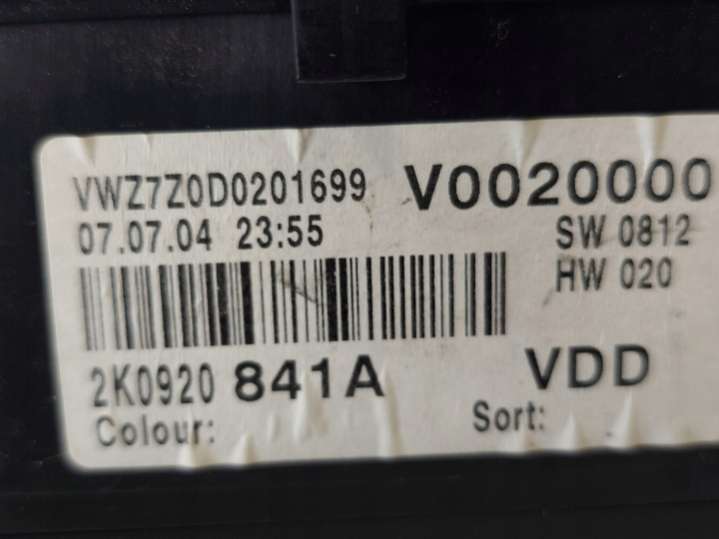 VWZ7Z0D0201699 V0020000
07.07.04 23:55 SW 0812
HW 020
2K0920 841A VDD
Colour: Sort: